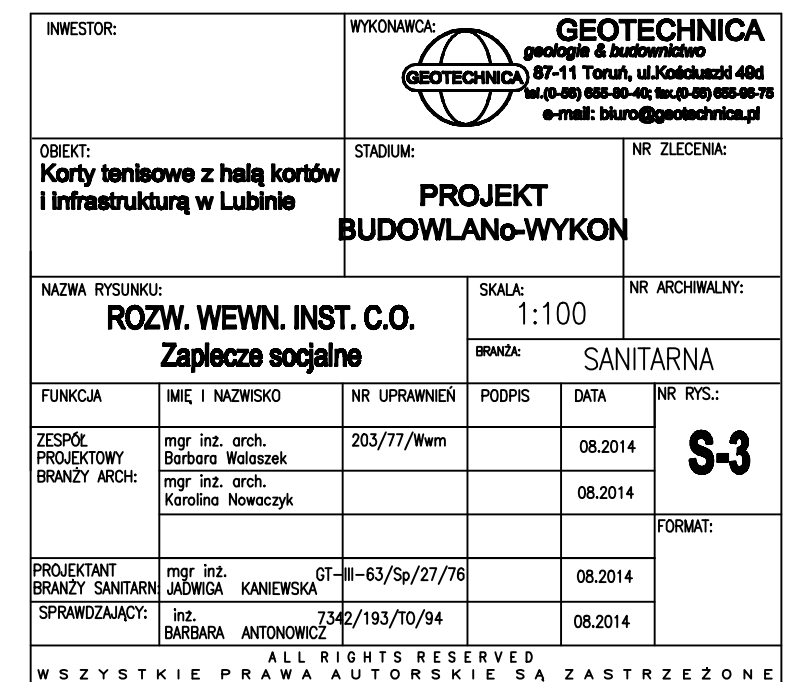 INWESTOR:
WYKONAWCA:
GEOTECHNICA
GEOTECHNICA
geologia & budownictwo
87-11 Toruń, ul.Kościuszki 49d
tel.(0-56) 655-80-40; fax.(0-56) 655-95-75
e-mail: biuro@geotechnica.pl
OBIEKT:
Korty tenisowe z halą kortów
i infrastrukturą w Lubinie
STADIUM:
PROJEKT
BUDOWLANo-WYKON
NR ZLECENIA:
NAZWA RYSUNKU:
ROZW. WEWN. INST. C.O.
Zaplecze socjalne
SKALA:
1:100
NR ARCHIWALNY:
BRANŻA:
SANITARNA
FUNKCJA
IMIĘ I NAZWISKO
NR UPRAWNIEŃ
PODPIS
DATA
NR RYS.:
S-3
ZESPÓŁ
PROJEKTOWY
BRANŻY ARCH:
mgr inż. arch.
Barbara Walaszek
203/77/Wwm
08.2014
mgr inż. arch.
Karolina Nowaczyk
08.2014
FORMAT:
PROJEKTANT
BRANŻY SANITARN:
mgr inż.
JADWIGA KANIEWSKA
GT-III-63/Sp/27/76
08.2014
SPRAWDZAJĄCY:
inż.
BARBARA ANTONOWICZ
7342/193/TO/94
08.2014
ALL RIGHTS RESERVED
WSZYSTKIE PRAWA AUTORSKIE SĄ ZASTRZEŻONE